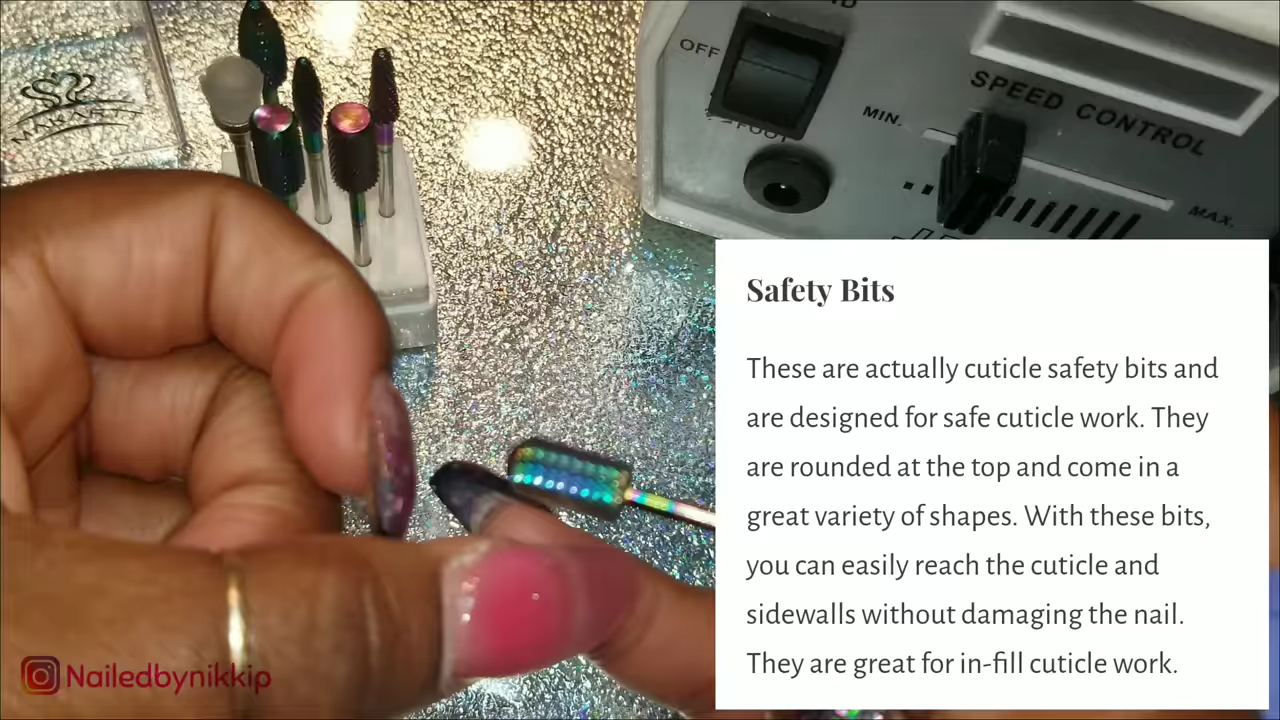 OFF
MIN.
SPEED CONTROL
MAX.
Safety Bits
These are actually cuticle safety bits and
are designed for safe cuticle work. They
are rounded at the top and come in a
great variety of shapes. With these bits,
you can easily reach the cuticle and
sidewalls without damaging the nail.
They are great for in-fill cuticle work.
Nailedbynikkip